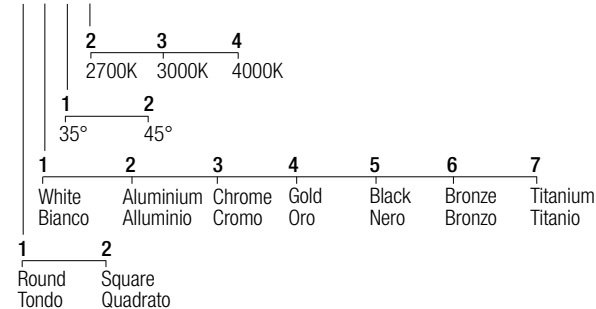 2 3 4
2700K 3000K 4000K
1 2
35° 45°
1 2 3 4 5 6 7
White Aluminium Chrome Gold Black Bronze Titanium
Bianco Alluminio Cromo Oro Nero Bronzo Titanio
1 2
Round Square
Tondo Quadrato